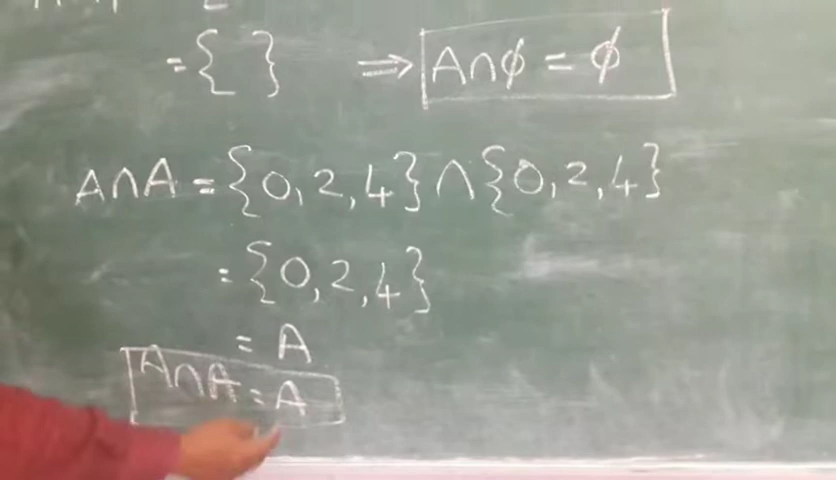 = { } ⇒ A∩φ = φ
A∩A = {0,2,4}∩{0,2,4}
= {0,2,4}
= A
A∩A = A